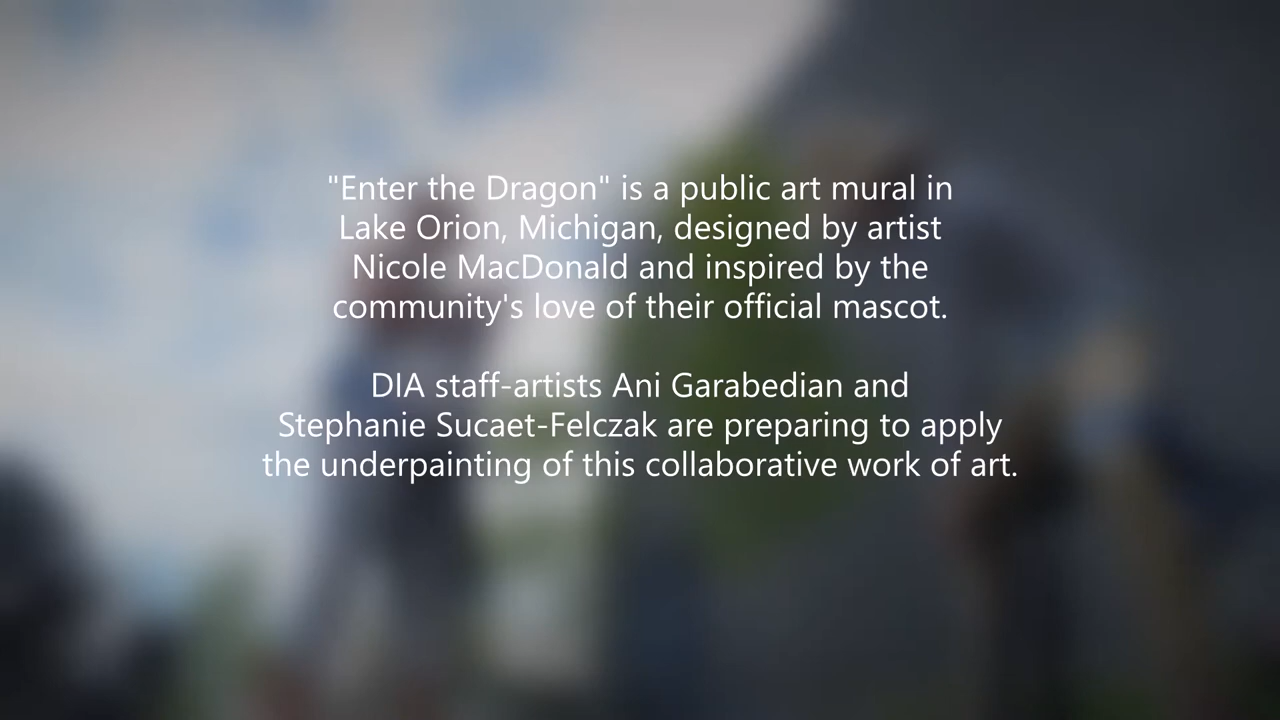 "Enter the Dragon" is a public art mural in
Lake Orion, Michigan, designed by artist
Nicole MacDonald and inspired by the
community's love of their official mascot.
DIA staff-artists Ani Garabedian and
Stephanie Sucaet-Felczak are preparing to apply
the underpainting of this collaborative work of art.